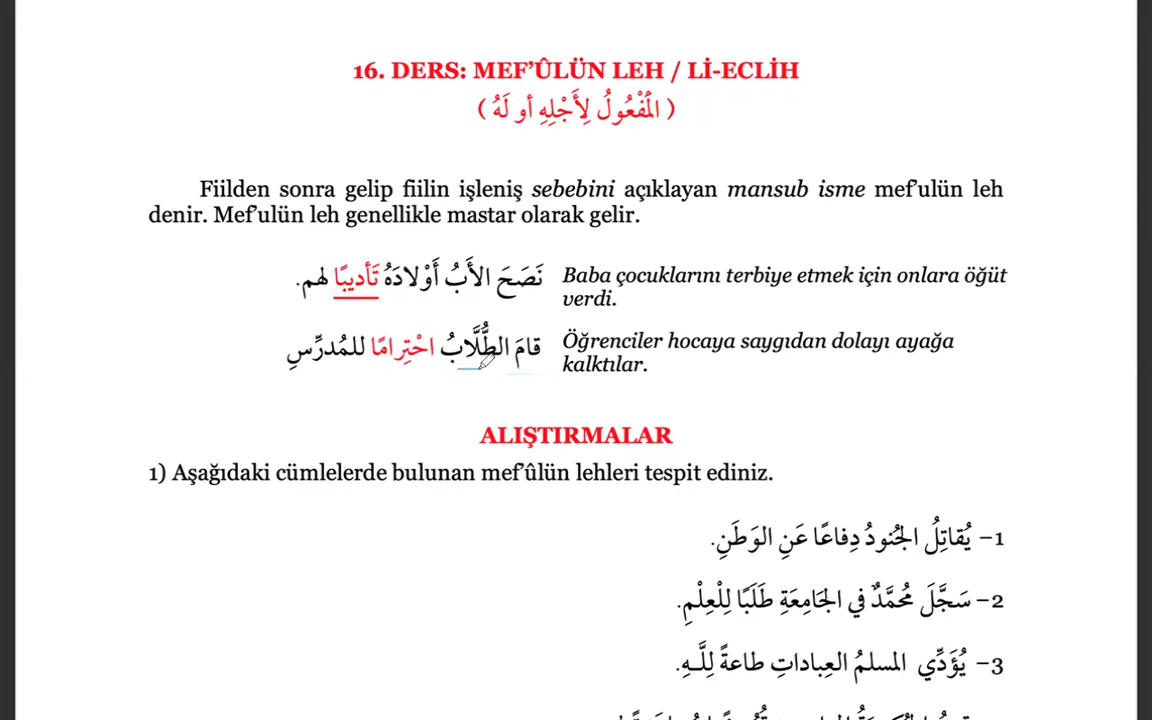 16. DERS: MEF’ÛLÜN LEH / Lİ-ECLİH
( المَفْعُولُ لِأَجْلِهِ أو لَهُ )
Fiilden sonra gelip fiilin işleniş sebebini açıklayan mansub isme mef’ulün leh
denir. Mef’ulün leh genellikle mastar olarak gelir.
نَصَحَ الأَبُ أَوْلادَهُ تَأديبًا لهم.
Baba çocuklarını terbiye etmek için onlara öğüt
verdi.
قامَ الطُّلَّابُ احْتِرامًا للمُدرِّسِ
Öğrenciler hocaya saygıdan dolayı ayağa
kalktılar.
ALIŞTIRMALAR
1) Aşağıdaki cümlelerde bulunan mef’ûlün lehleri tespit ediniz.
1– يُقاتِلُ الجُنودُ دِفاعًا عَنِ الوَطَنِ.
2– سَجَّلَ مُحَمَّدٌ في الجَامِعَةِ طَلَبًا لِلْعِلْمِ.
3– يُؤَدِّي المسلمُ العِباداتِ طاعةً لِلَّـهِ.